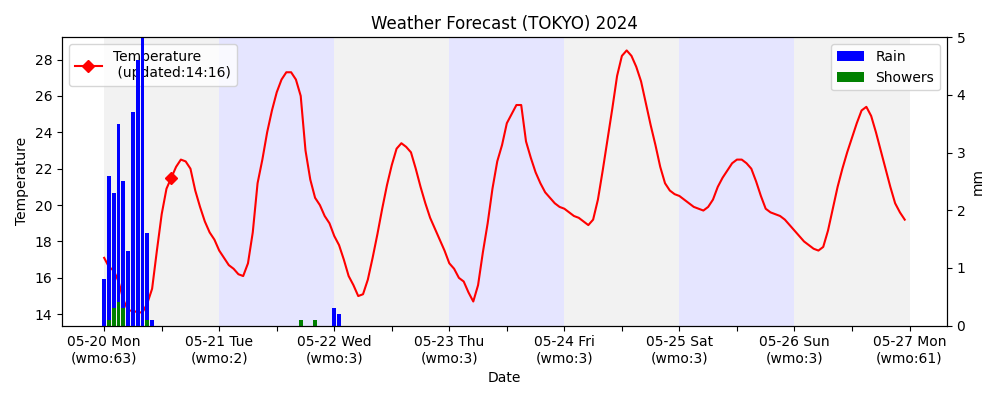 Weather Forecast (TOKYO) 2024
Temperature
(updated:14:16)
Rain
Showers
Temperature
28
26
24
22
20
18
16
14
5
4
3
2
1
0
mm
05-20 Mon
(wmo:63)
05-21 Tue
(wmo:2)
05-22 Wed
(wmo:3)
05-23 Thu
(wmo:3)
05-24 Fri
(wmo:3)
05-25 Sat
(wmo:3)
05-26 Sun
(wmo:3)
05-27 Mon
(wmo:61)
Date